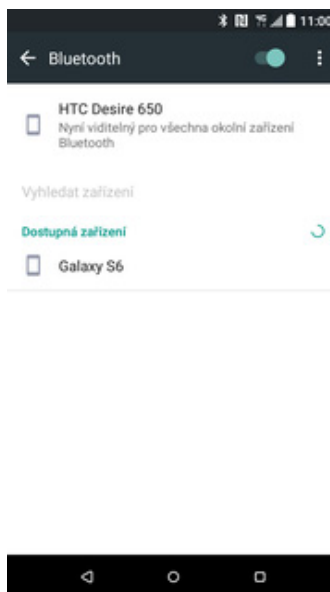 11:00
Bluetooth
HTC Desire 650
Nyní viditelný pro všechna okolní zařízení
Bluetooth
Vyhledat zařízení
Dostupná zařízení
Galaxy S6